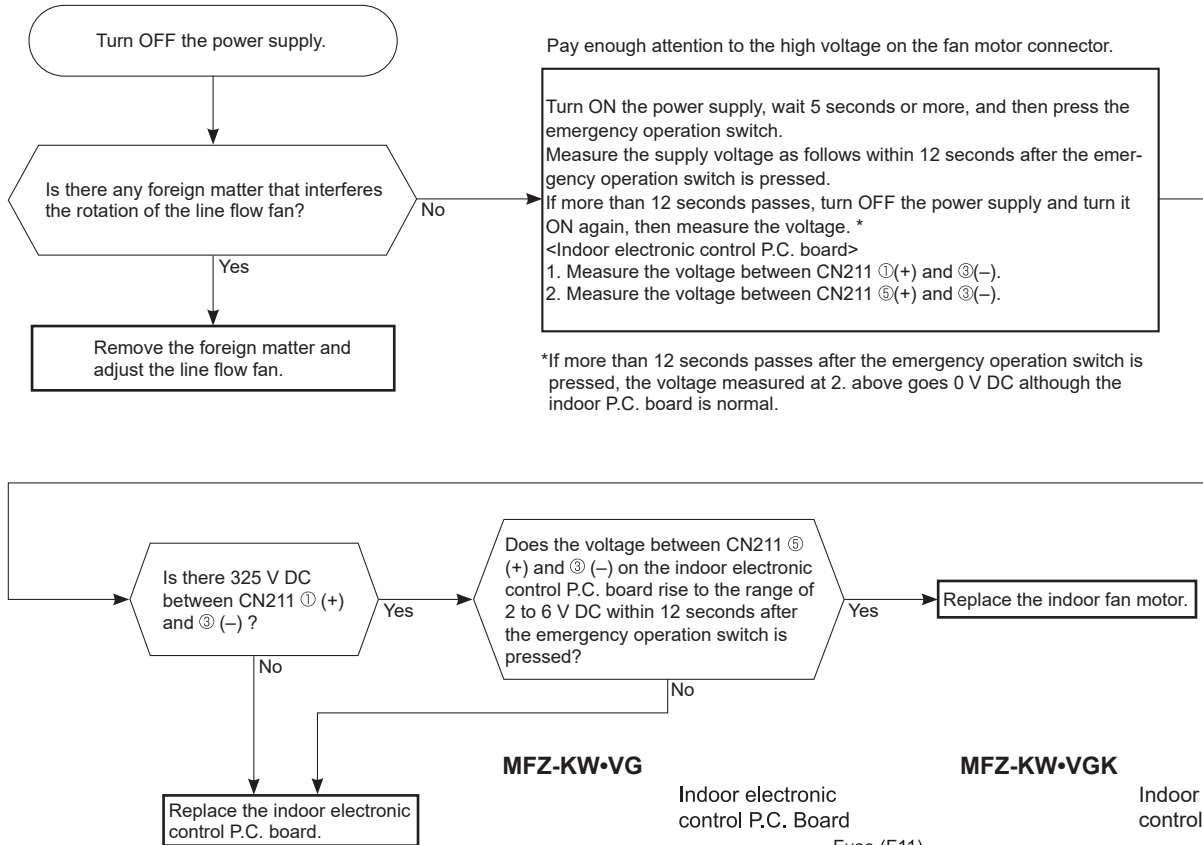 Turn OFF the power supply.
Pay enough attention to the high voltage on the fan motor connector.
Is there any foreign matter that interferes
the rotation of the line flow fan?
No
Yes
Remove the foreign matter and
adjust the line flow fan.
Turn ON the power supply, wait 5 seconds or more, and then press the
emergency operation switch.
Measure the supply voltage as follows within 12 seconds after the emer-
gency operation switch is pressed.
If more than 12 seconds passes, turn OFF the power supply and turn it
ON again, then measure the voltage. *
<Indoor electronic control P.C. board>
1. Measure the voltage between CN211 ①(+) and ③(–).
2. Measure the voltage between CN211 ⑤(+) and ③(–).
*If more than 12 seconds passes after the emergency operation switch is
pressed, the voltage measured at 2. above goes 0 V DC although the
indoor P.C. board is normal.
Is there 325 V DC
between CN211 ① (+)
and ③ (–) ?
Yes
No
Does the voltage between CN211 ⑤
(+) and ③ (–) on the indoor electronic
control P.C. board rise to the range of
2 to 6 V DC within 12 seconds after
the emergency operation switch is
pressed?
Yes
No
Replace the indoor fan motor.
Replace the indoor electronic
control P.C. board.
MFZ-KW•VG
Indoor electronic
control P.C. Board
MFZ-KW•VGK
Indoor
control